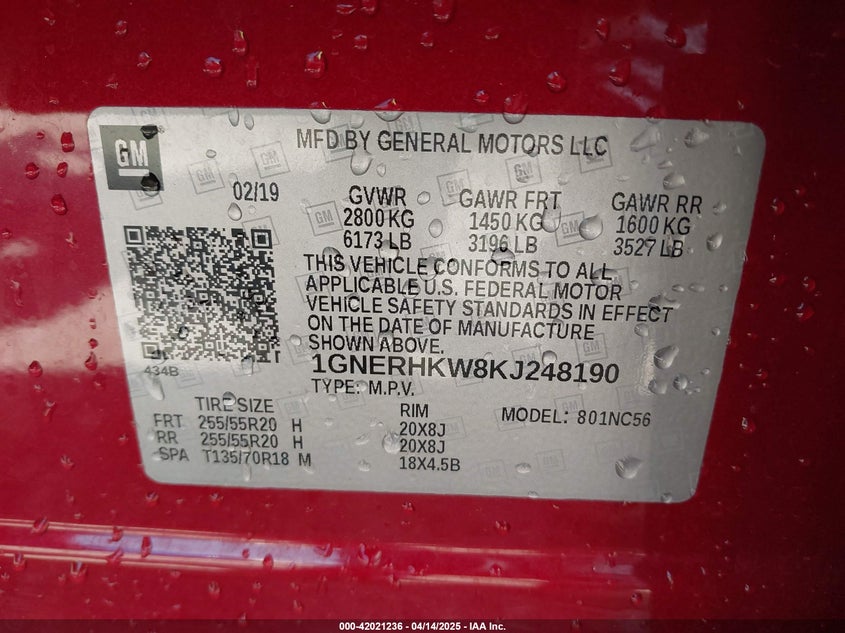 GM
MFD BY GENERAL MOTORS LLC
02/19
GVWR GAWR FRT GAWR RR
2800 KG 1450 KG 1600 KG
6173 LB 3196 LB 3527 LB
THIS VEHICLE CONFORMS TO ALL
APPLICABLE U.S. FEDERAL MOTOR
VEHICLE SAFETY STANDARDS IN EFFECT
ON THE DATE OF MANUFACTURE
SHOWN ABOVE.
434B
1GNERHKW8KJ248190
TYPE: M.P.V.
TIRE SIZE RIM MODEL: 801NC56
FRT 255/55R20 H 20X8J
RR 255/55R20 H 20X8J
SPA T135/70R18 M 18X4.5B
000-42021236 | 04/14/2025 - IAA Inc.